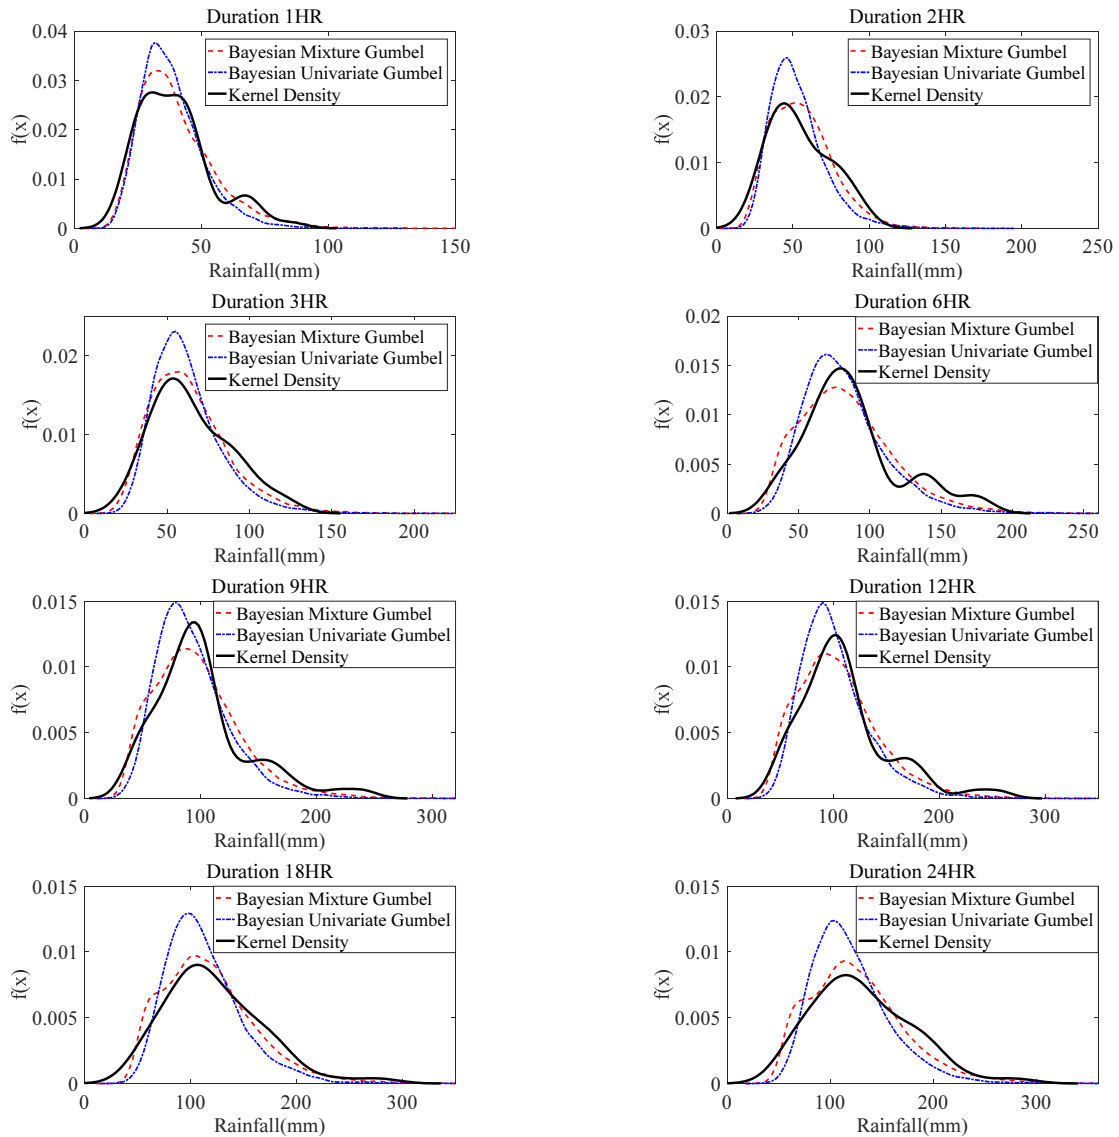 Duration 1HR
0.04
0.03
0.02
0.01
0
f(x)
Bayesian Mixture Gumbel
Bayesian Univariate Gumbel
Kernel Density
0 50 100 150
Rainfall(mm)
Duration 2HR
0.03
0.02
0.01
0
f(x)
Bayesian Mixture Gumbel
Bayesian Univariate Gumbel
Kernel Density
0 50 100 150 200 250
Rainfall(mm)
Duration 3HR
0.02
0.01
0
f(x)
Bayesian Mixture Gumbel
Bayesian Univariate Gumbel
Kernel Density
0 50 100 150 200
Rainfall(mm)
Duration 6HR
0.02
0.015
0.01
0.005
0
f(x)
Bayesian Mixture Gumbel
Bayesian Univariate Gumbel
Kernel Density
0 50 100 150 200 250
Rainfall(mm)
Duration 9HR
0.015
0.01
0.005
0
f(x)
Bayesian Mixture Gumbel
Bayesian Univariate Gumbel
Kernel Density
0 100 200 300
Rainfall(mm)
Duration 12HR
0.015
0.01
0.005
0
f(x)
Bayesian Mixture Gumbel
Bayesian Univariate Gumbel
Kernel Density
0 100 200 300
Rainfall(mm)
Duration 18HR
0.015
0.01
0.005
0
f(x)
Bayesian Mixture Gumbel
Bayesian Univariate Gumbel
Kernel Density
0 100 200 300
Rainfall(mm)
Duration 24HR
0.015
0.01
0.005
0
f(x)
Bayesian Mixture Gumbel
Bayesian Univariate Gumbel
Kernel Density
0 100 200 300
Rainfall(mm)